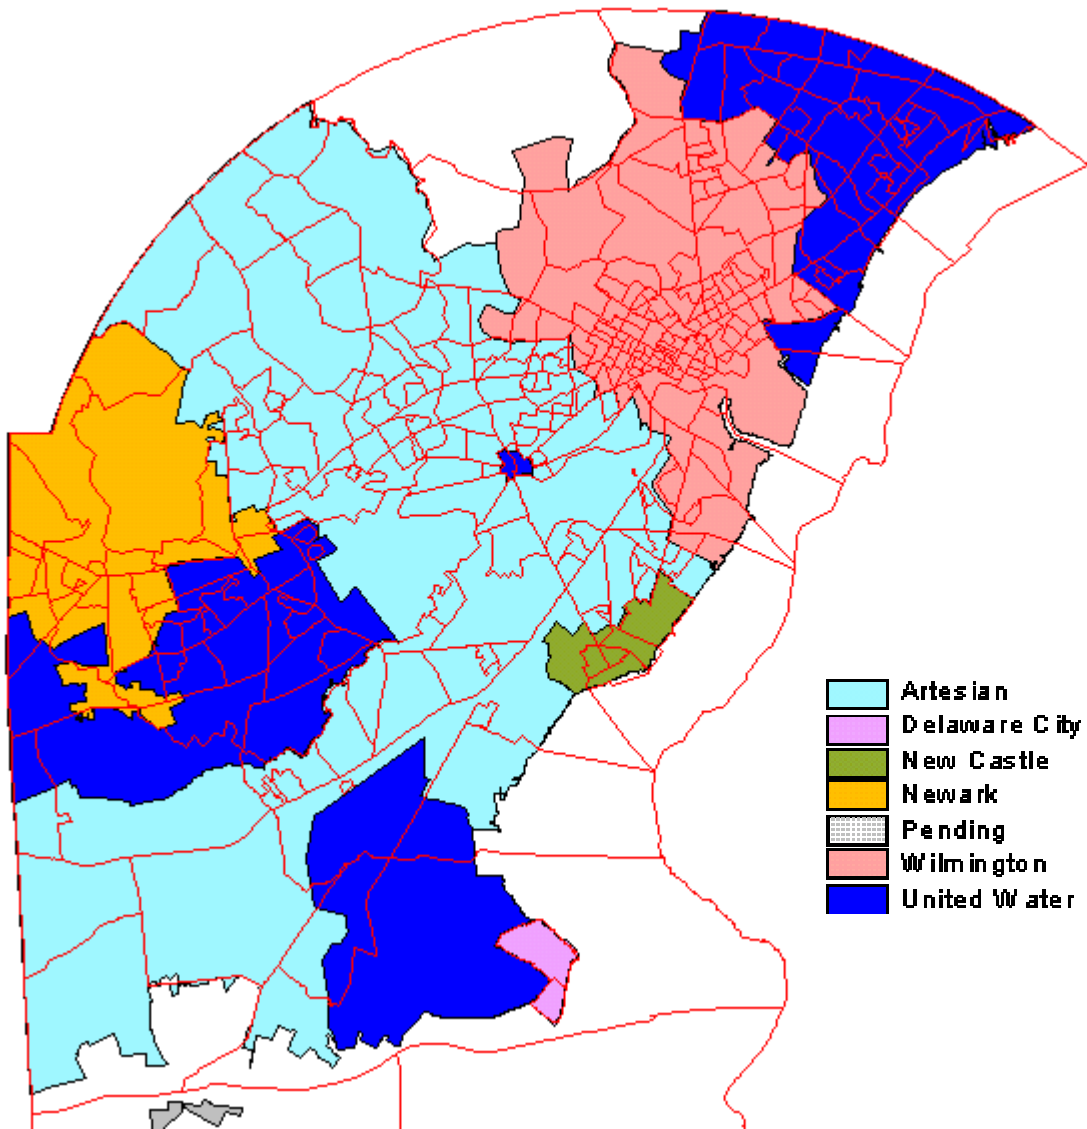 Artesian
Delaware City
New Castle
Newark
Pending
Wilmington
United Water